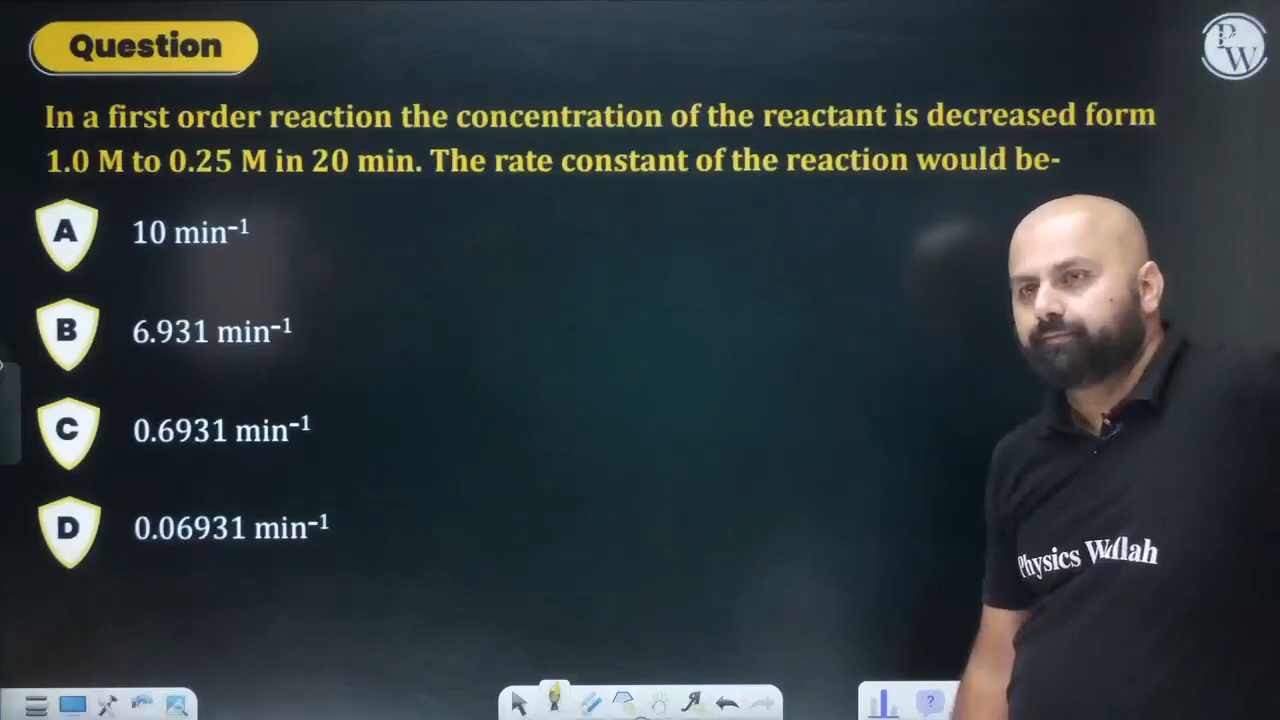 Question
PW
In a first order reaction the concentration of the reactant is decreased form
1.0 M to 0.25 M in 20 min. The rate constant of the reaction would be-
A 10 min⁻¹
B 6.931 min⁻¹
C 0.6931 min⁻¹
D 0.06931 min⁻¹
Physics Wallah
?